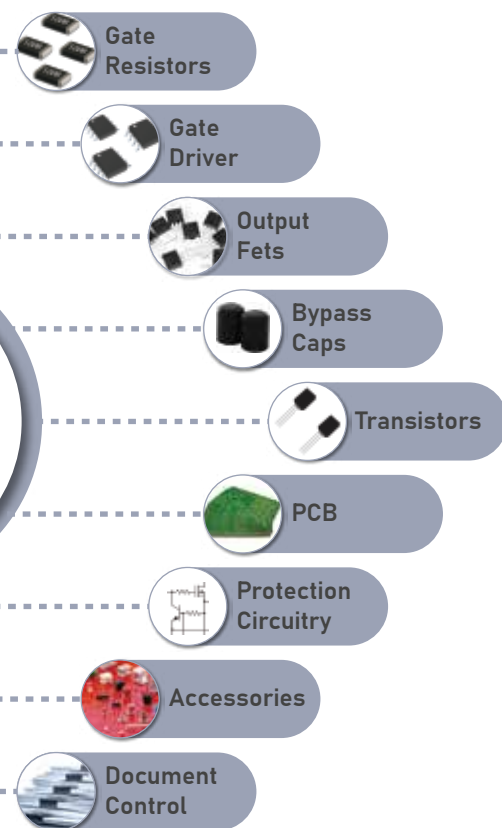 Gate
Resistors
Gate
Driver
Output
Fets
Bypass
Caps
Transistors
PCB
Protection
Circuitry
Accessories
Document
Control